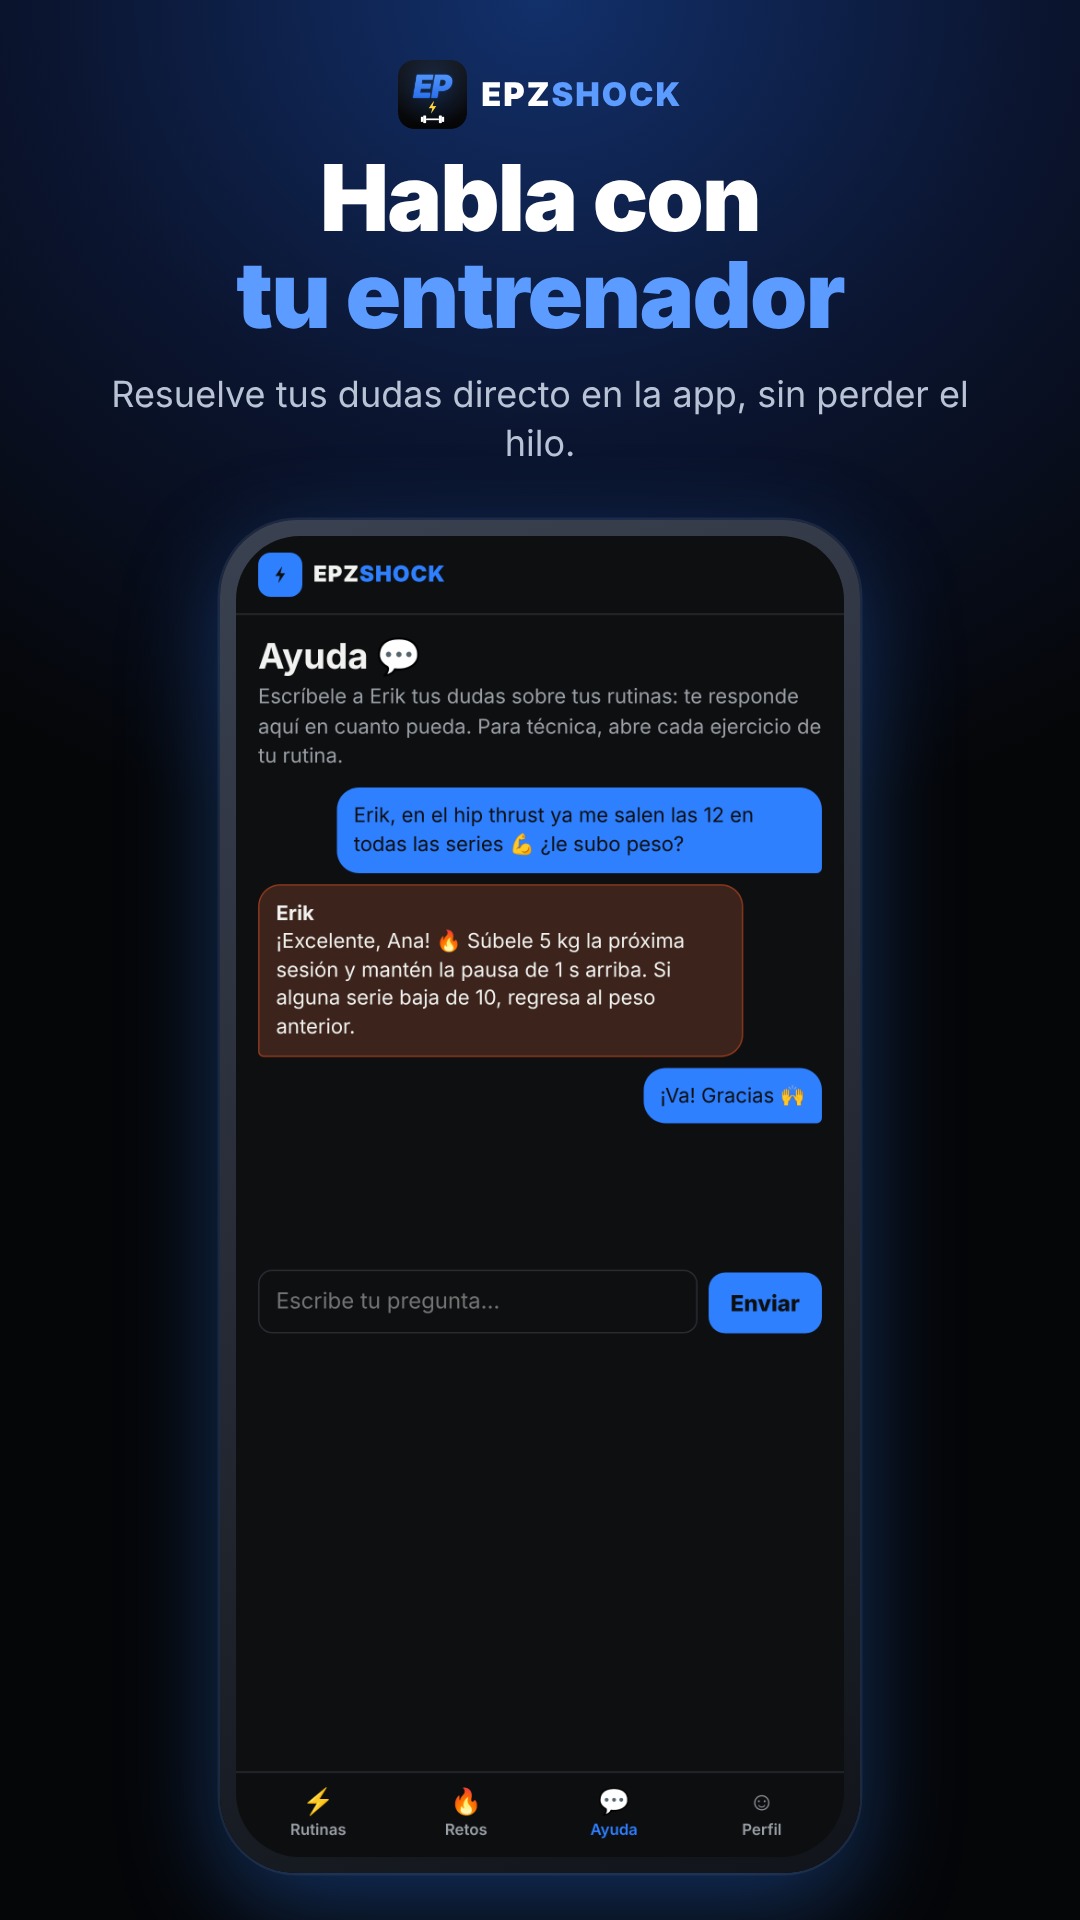 EP
EPZSHOCK
Habla con
tu entrenador
Resuelve tus dudas directo en la app, sin perder el
hilo.
EPZSHOCK
Ayuda 💬
Escríbele a Erik tus dudas sobre tus rutinas: te responde
aquí en cuanto pueda. Para técnica, abre cada ejercicio de
tu rutina.
Erik, en el hip thrust ya me salen las 12 en
todas las series 💪 ¿le subo peso?
Erik
¡Excelente, Ana! 🔥 Súbele 5 kg la próxima
sesión y mantén la pausa de 1 s arriba. Si
alguna serie baja de 10, regresa al peso
anterior.
¡Va! Gracias 🙌
Escribe tu pregunta...
Enviar
Rutinas
Retos
Ayuda
Perfil